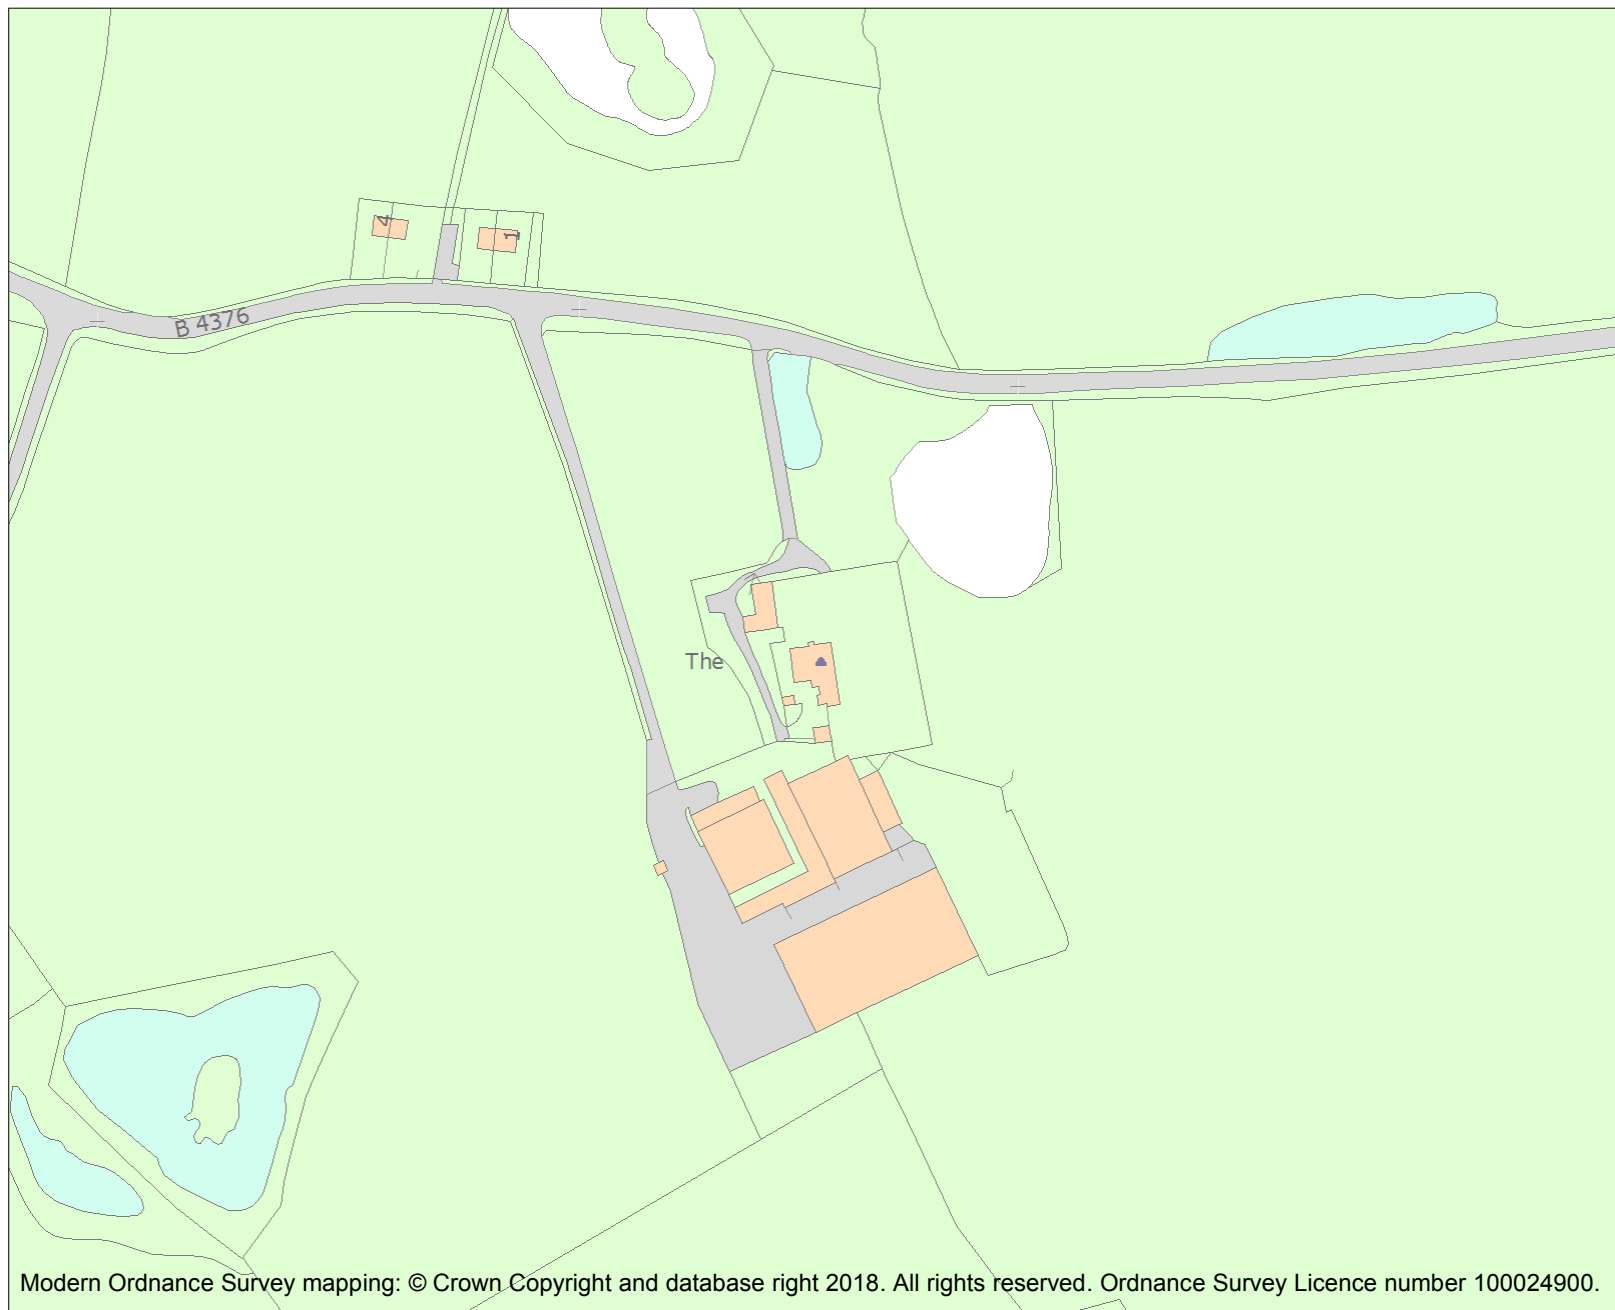 4
1
B 4376
The
Modern Ordnance Survey mapping: © Crown Copyright and database right 2018. All rights reserved. Ordnance Survey Licence number 100024900.